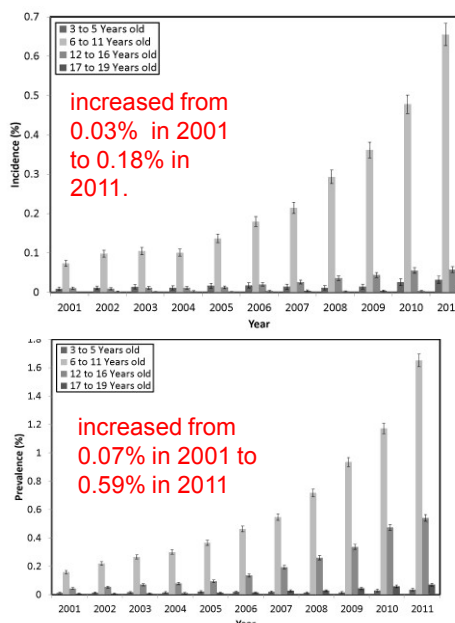 0.7
3 to 5 Years old
6 to 11 Years old
12 to 16 Years old
17 to 19 Years old
0.6
0.5
0.4
0.3
0.2
0.1
0
Incidence (%)
increased from
0.03% in 2001
to 0.18% in
2011.
2001 2002 2003 2004 2005 2006 2007 2008 2009 2010 201
Year
1.8
3 to 5 Years old
6 to 11 Years old
12 to 16 Years old
17 to 19 Years old
1.6
1.4
1.2
1
0.8
0.6
0.4
0.2
0
Prevalence (%)
increased from
0.07% in 2001 to
0.59% in 2011
2001 2002 2003 2004 2005 2006 2007 2008 2009 2010 2011
Year